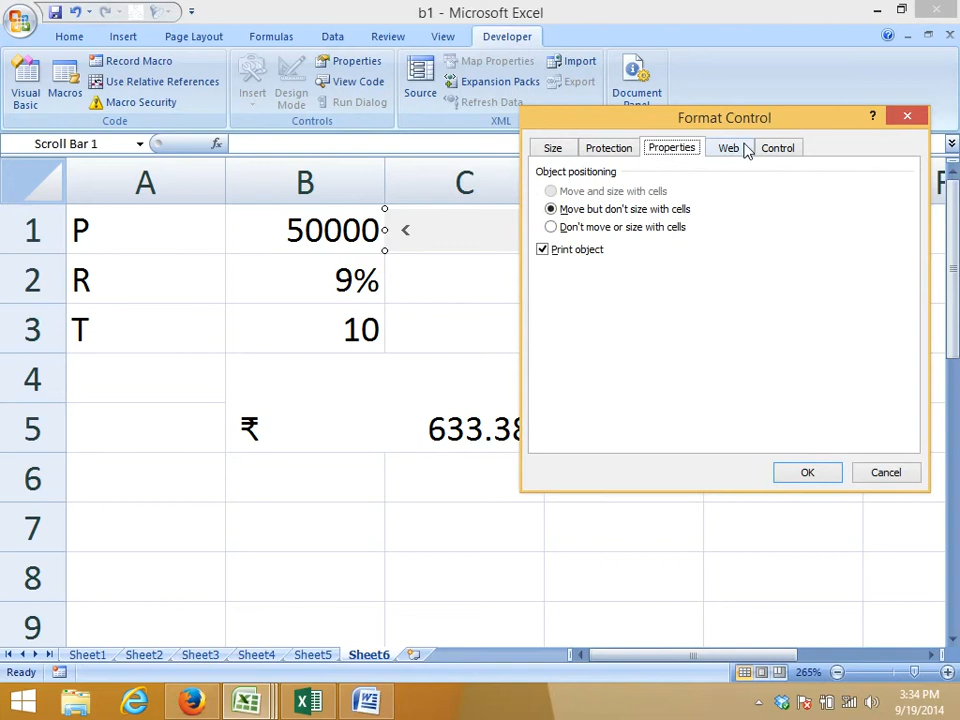 b1 - Microsoft Excel
Home Insert Page Layout Formulas Data Review View Developer
Visual Basic
Macros
Record Macro
Use Relative References
Macro Security
Code
Insert
Design Mode
Properties
View Code
Run Dialog
Controls
Source
Map Properties
Expansion Packs
Refresh Data
Import
Export
XML
Document
Panel
Scroll Bar 1
fx
A B C
1 P 50000
2 R 9%
3 T 10
4
5 ₹ 633.38
6
7
8
9
Format Control
?
Size Protection Properties Web Control
Object positioning
Move and size with cells
Move but don't size with cells
Don't move or size with cells
Print object
OK Cancel
Sheet1 Sheet2 Sheet3 Sheet4 Sheet5 Sheet6
Ready
265%
3:34 PM
9/19/2014